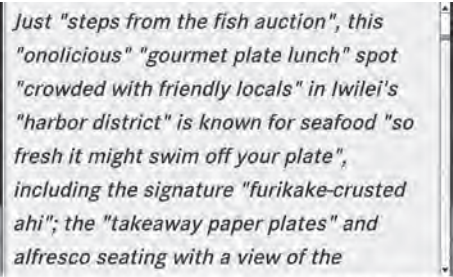 Just "steps from the fish auction", this
"onolicious" "gourmet plate lunch" spot
"crowded with friendly locals" in Iwilei's
"harbor district" is known for seafood "so
fresh it might swim off your plate",
including the signature "furikake-crusted
ahi"; the "takeaway paper plates" and
alfresco seating with a view of the